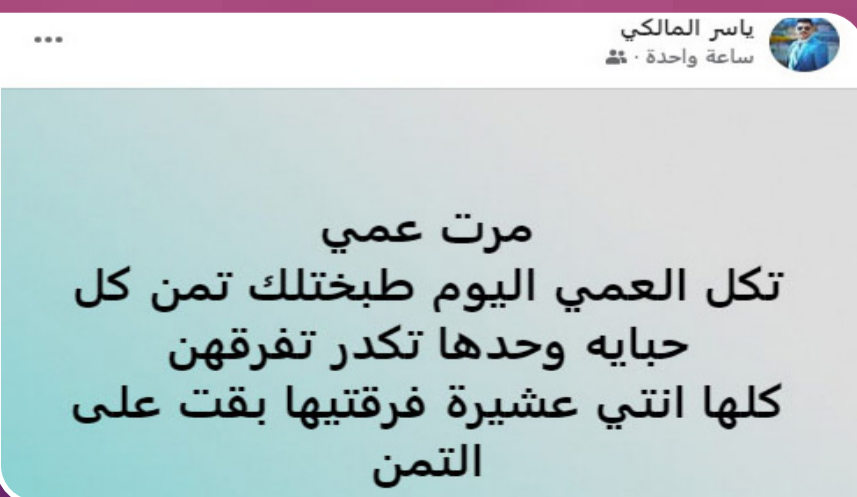 ياسر المالكي
ساعة واحدة ·
مرت عمي
تكل العمي اليوم طبختلك تمن كل
حبايه وحدها تكدر تفرقهن
كلها انتي عشيرة فرقتيها بقت على
التمن